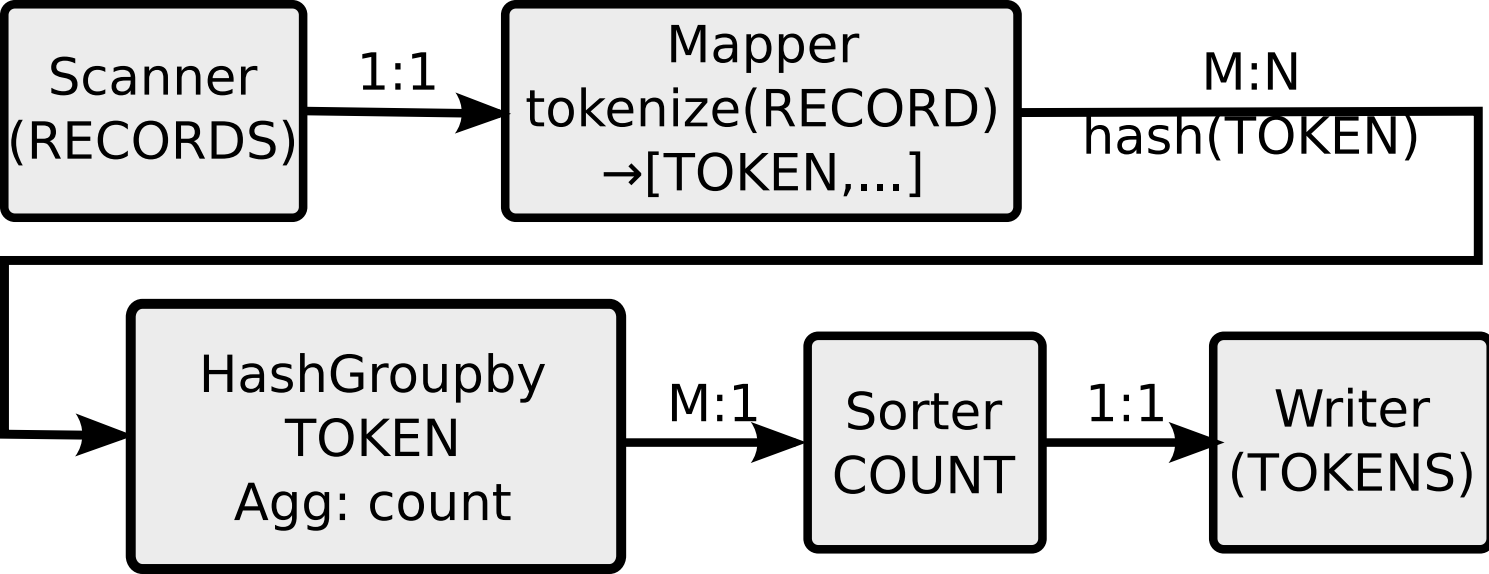 Scanner
(RECORDS)
1:1
Mapper
tokenize(RECORD)
→[TOKEN,...]
M:N
hash(TOKEN)
HashGroupby
TOKEN
Agg: count
M:1
Sorter
COUNT
1:1
Writer
(TOKENS)